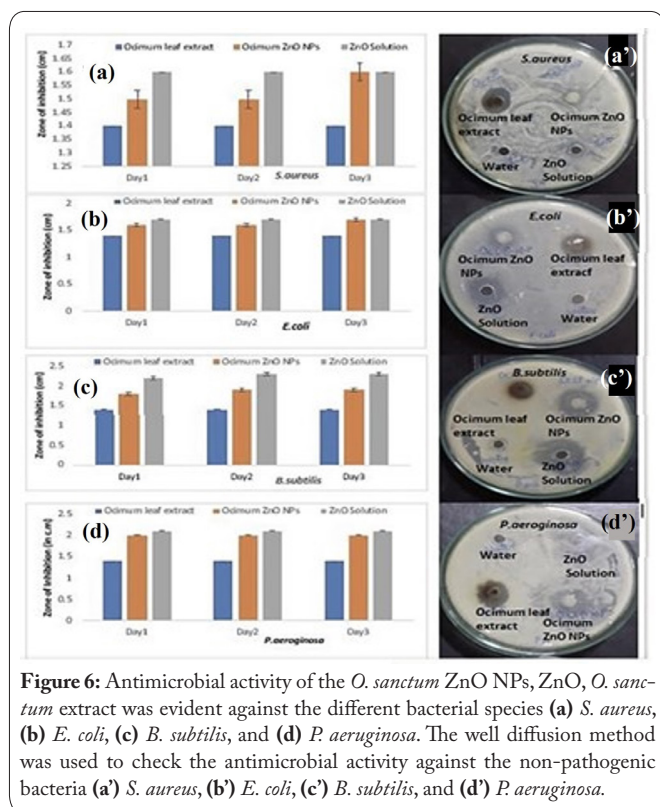 1.7
1.65
1.6
1.55
1.5
1.45
1.4
1.35
1.3
1.25
Zone of inhibition (cm)
(a)
Ocimum leaf extract Ocimum ZnO NPs ZnO Solution
Day1 Day2 Day3
S.aureus
(a')
S.aureus
Ocimum leaf
extract
Ocimum ZnO
NPs
Water ZnO
Solution
2
1.5
1
0.5
0
Zone of inhibition (cm)
(b)
Ocimum leaf extract Ocimum ZnO NPs ZnO Solution
Day1 Day2 Day3
E.coli
(b')
E.coli
Ocimum ZnO
NPs
Ocimum leaf
extract
ZnO
Solution
Water
2.5
2
1.5
1
0.5
0
Zone of inhibition (cm)
(c)
Ocimum leaf extract Ocimum ZnO NPs ZnO Solution
Day1 Day2 Day3
B.subtilis
(c')
B.subtilis
Ocimum leaf
extract
Ocimum ZnO
NPs
Water
ZnO
Solution
2.5
2
1.5
1
0.5
0
Zone of inhibition (in c.m)
(d)
Ocimum leaf extract Ocimum ZnO NPs ZnO Solution
Day1 Day2 Day3
P.aeroginosa
(d')
P.aeroginosa
Water
ZnO
Solution
Ocimum leaf
extract
Ocimum
ZnO NPs
Figure 6: Antimicrobial activity of the O. sanctum ZnO NPs, ZnO, O. sanc-
tum extract was evident against the different bacterial species (a) S. aureus,
(b) E. coli, (c) B. subtilis, and (d) P. aeruginosa. The well diffusion method
was used to check the antimicrobial activity against the non-pathogenic
bacteria (a') S. aureus, (b') E. coli, (c') B. subtilis, and (d') P. aeruginosa.